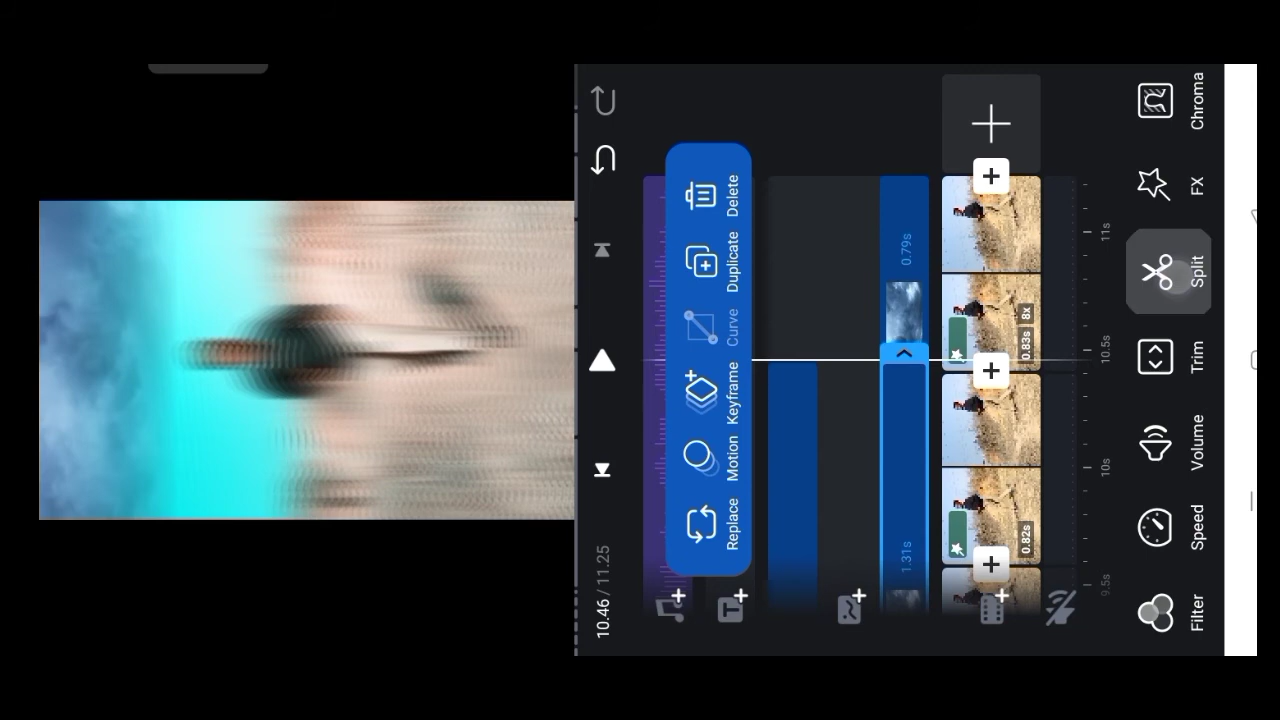 10.46 / 11.25
Replace
Motion
Keyframe
Curve
Duplicate
Delete
1.31s
0.79s
0.82s
0.83s
8x
9.5s
10s
10.5s
11s
Filter
Speed
Volume
Trim
Split
FX
Chroma